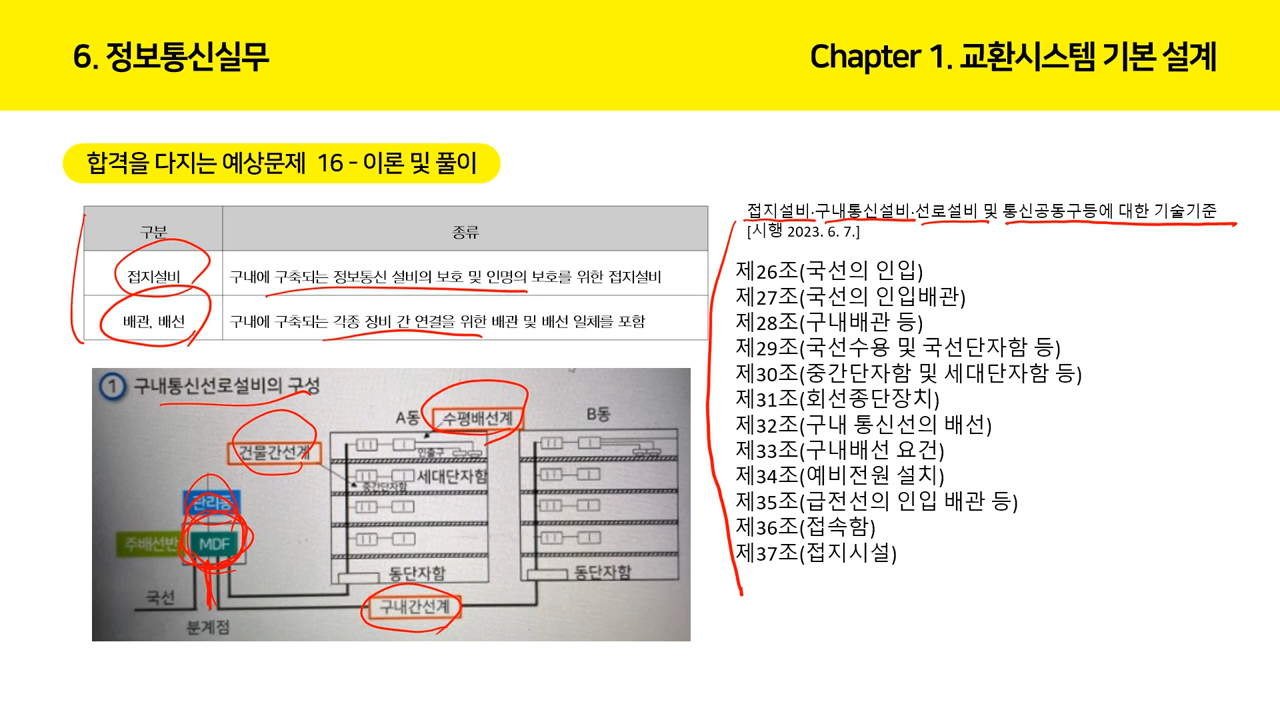 6. 정보통신실무
Chapter 1. 교환시스템 기본 설계
합격을 다지는 예상문제 16 - 이론 및 풀이
구분 종류
접지설비 구내에 구축되는 정보통신 설비의 보호 및 인명의 보호를 위한 접지설비
배관, 배선 구내에 구축되는 각종 장비 간 연결을 위한 배관 및 배선 일체를 포함
1 구내통신선로설비의 구성
A동 수평배선계 B동
건물간선계
인출구
세대단자함
중간단자함
관리동
주배선반 MDF
동단자함 동단자함
국선
구내간선계
분계점
접지설비·구내통신설비·선로설비 및 통신공동구등에 대한 기술기준
[시행 2023. 6. 7.]
제26조(국선의 인입)
제27조(국선의 인입배관)
제28조(구내배관 등)
제29조(국선수용 및 국선단자함 등)
제30조(중간단자함 및 세대단자함 등)
제31조(회선종단장치)
제32조(구내 통신선의 배선)
제33조(구내배선 요건)
제34조(예비전원 설치)
제35조(급전선의 인입 배관 등)
제36조(접속함)
제37조(접지시설)